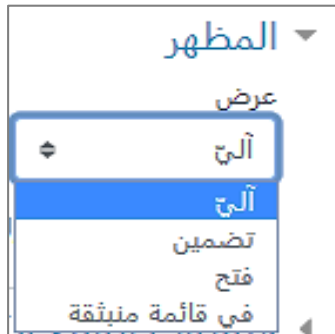 المظهر
عرض
آليّ
آليّ
تضمين
فتح
في قائمة منبثقة